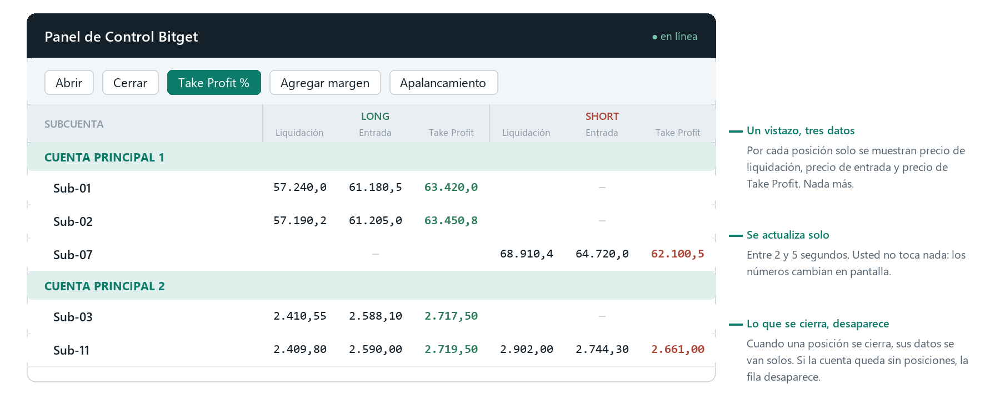 Panel de Control Bitget
● en línea
Abrir
Cerrar
Take Profit %
Agregar margen
Apalancamiento
SUBCUENTA
LONG
SHORT
Liquidación Entrada Take Profit Liquidación Entrada Take Profit
CUENTA PRINCIPAL 1
Sub-01 57.240,0 61.180,5 63.420,0 —
Sub-02 57.190,2 61.205,0 63.450,8 —
Sub-07 — 68.910,4 64.720,0 62.100,5
CUENTA PRINCIPAL 2
Sub-03 2.410,55 2.588,10 2.717,50 —
Sub-11 2.409,80 2.590,00 2.719,50 2.902,00 2.744,30 2.661,00
Un vistazo, tres datos
Por cada posición solo se muestran precio de
liquidación, precio de entrada y precio de
Take Profit. Nada más.
Se actualiza solo
Entre 2 y 5 segundos. Usted no toca nada: los
números cambian en pantalla.
Lo que se cierra, desaparece
Cuando una posición se cierra, sus datos se
van solos. Si la cuenta queda sin posiciones, la
fila desaparece.